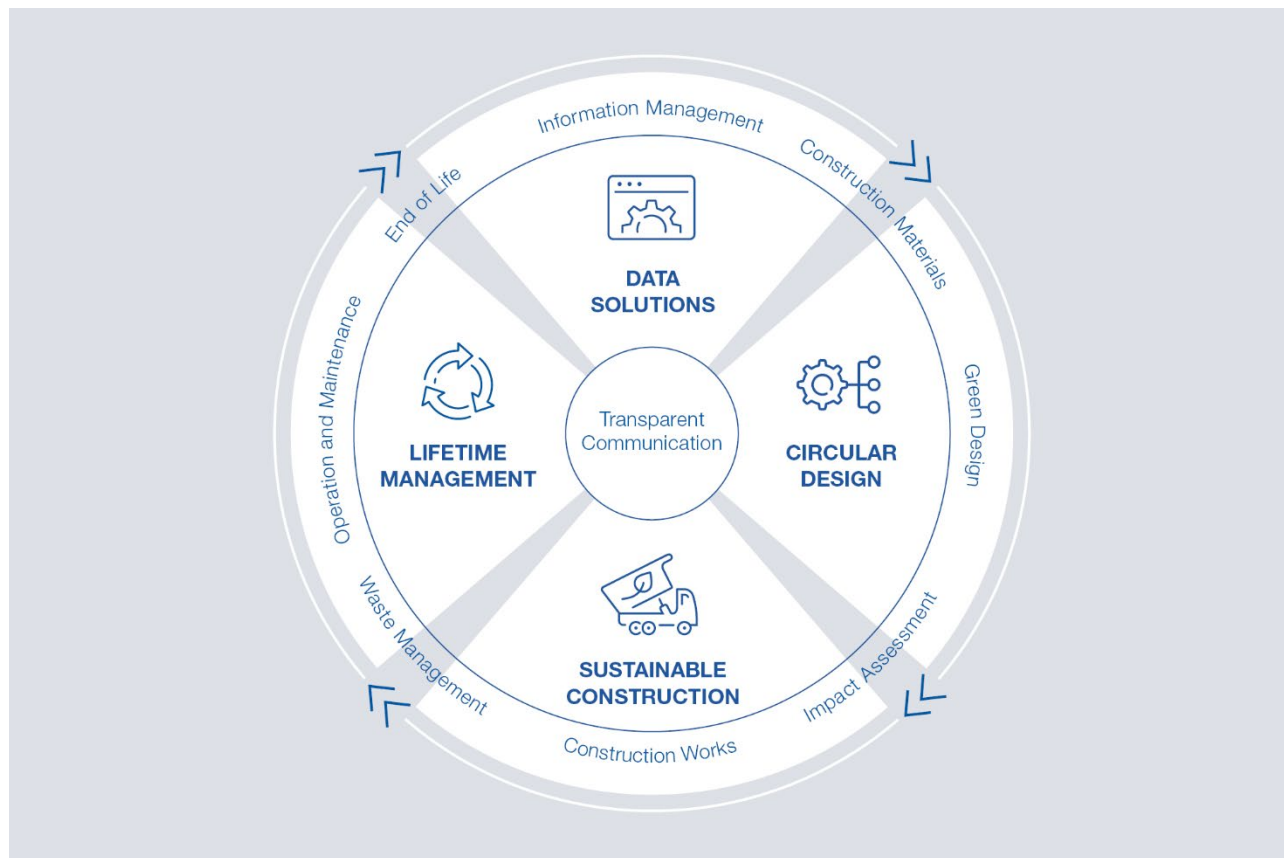 Information Management
Construction Materials
End of Life
DATA
SOLUTIONS
Operation and Maintenance
Green Design
LIFETIME
MANAGEMENT
Transparent
Communication
CIRCULAR
DESIGN
Waste Management
Impact Assessment
SUSTAINABLE
CONSTRUCTION
Construction Works